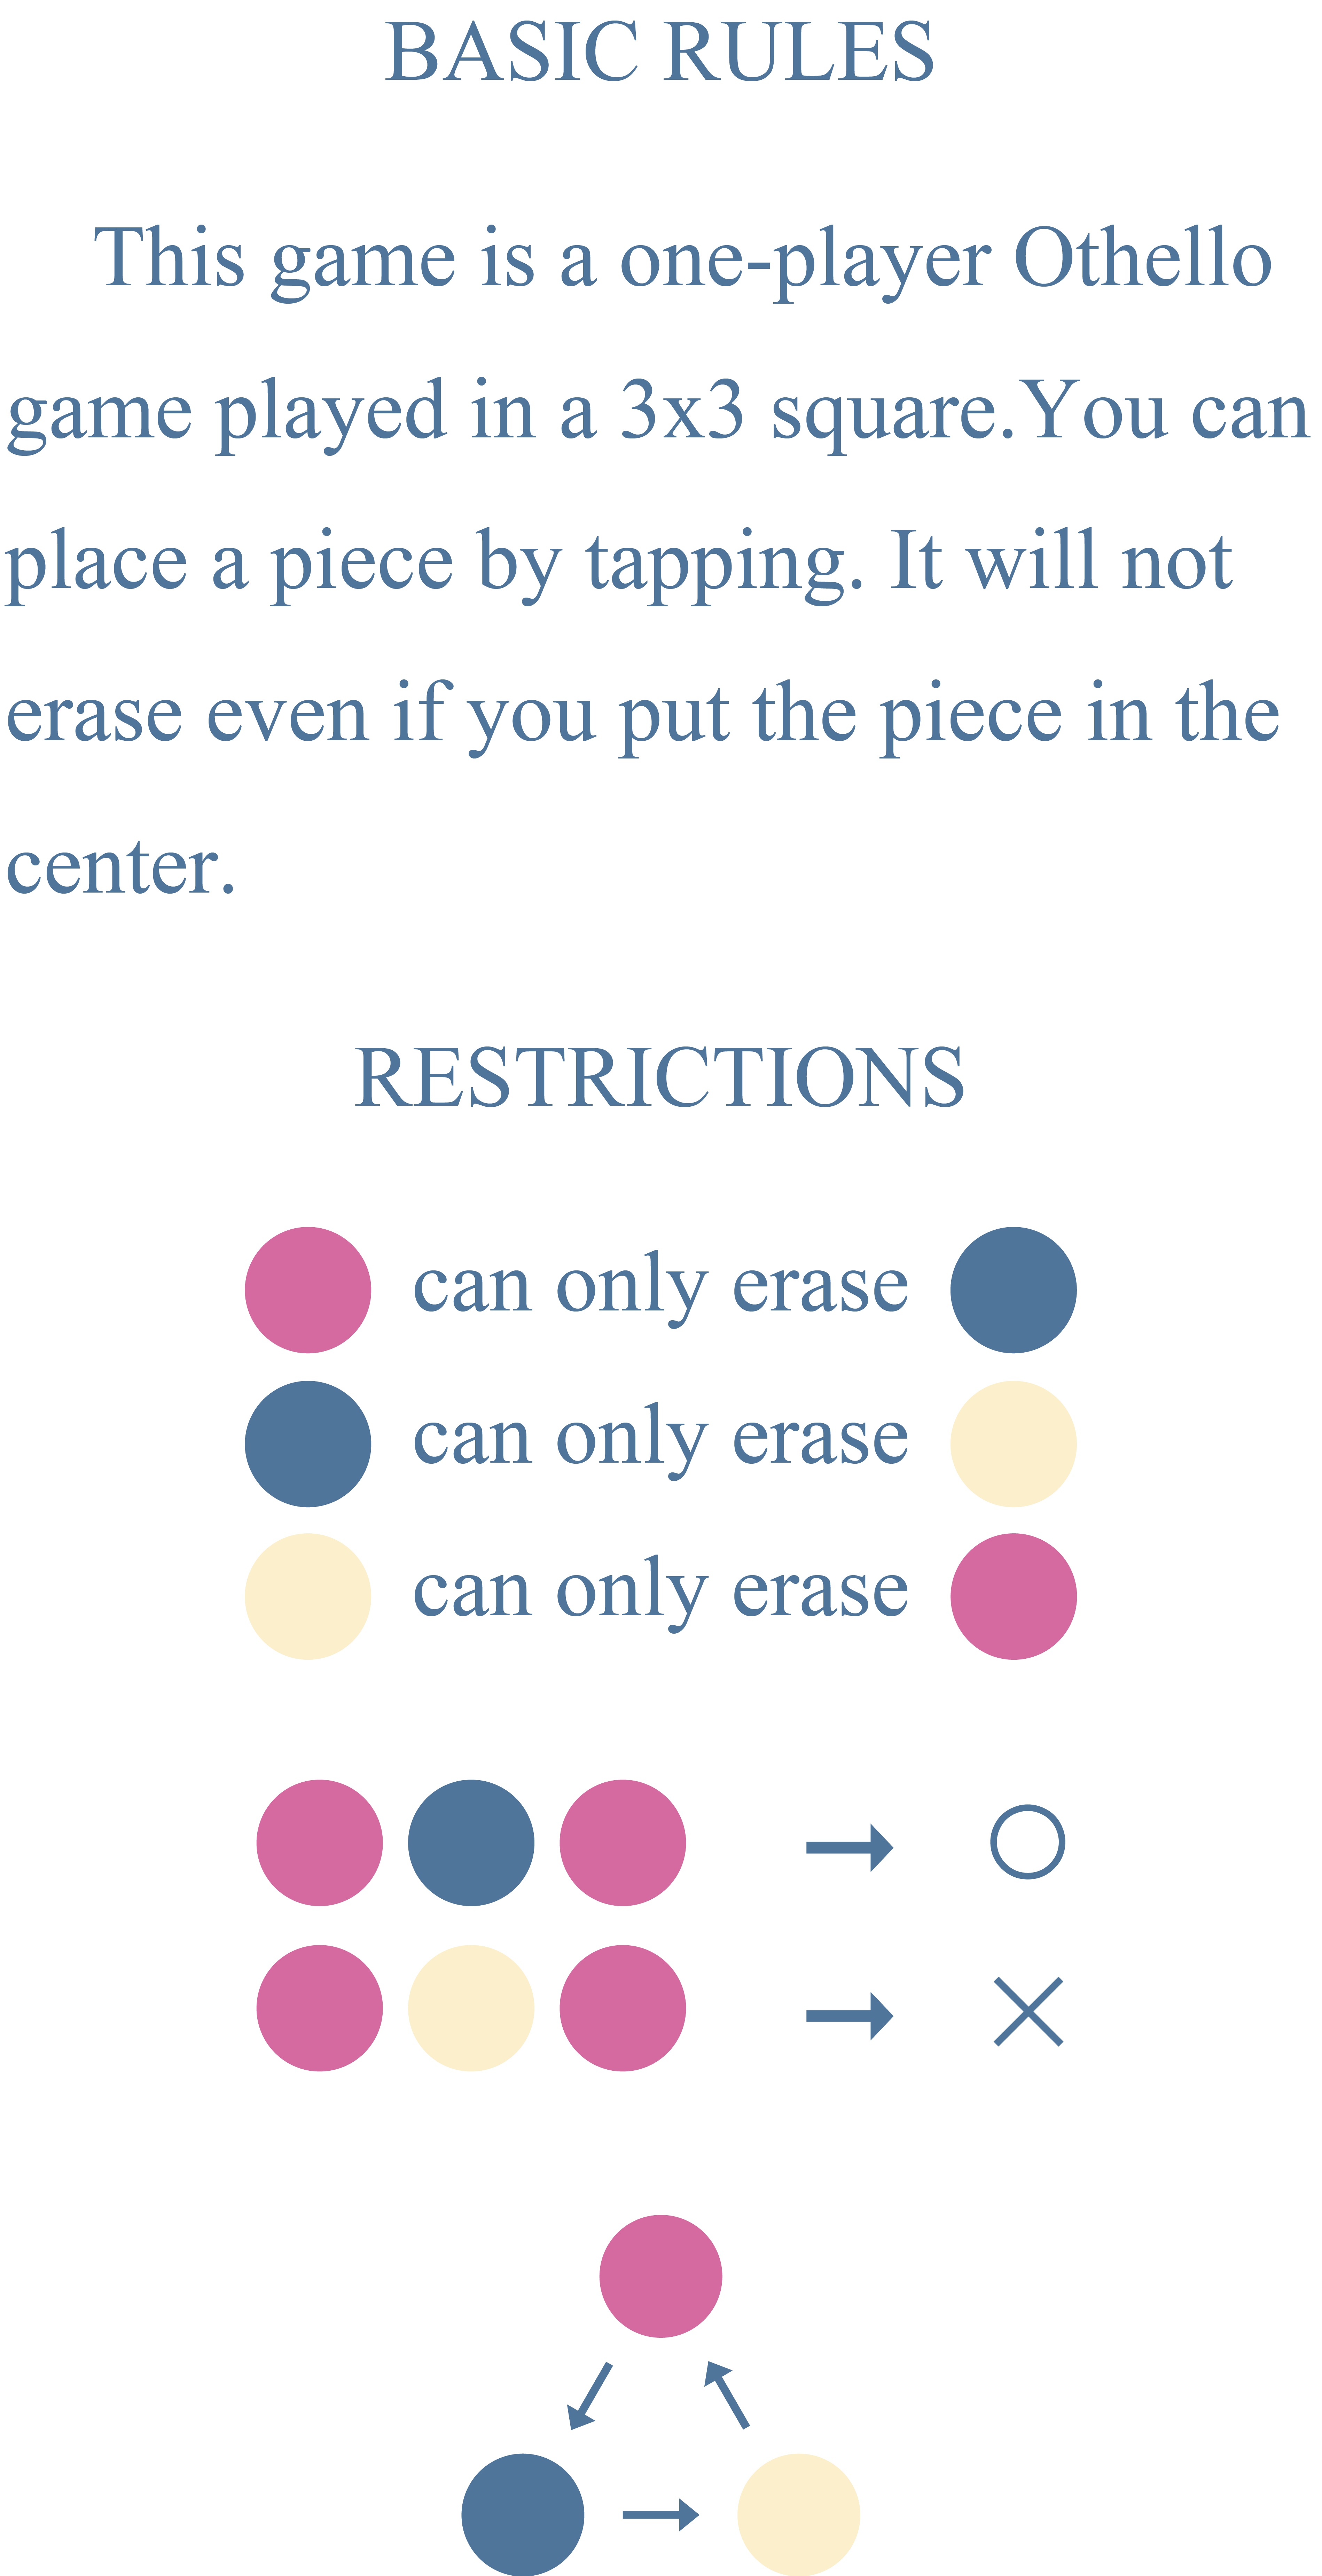 BASIC RULES
This game is a one-player Othello
game played in a 3x3 square.You can
place a piece by tapping. It will not
erase even if you put the piece in the
center.
RESTRICTIONS
can only erase
can only erase
can only erase